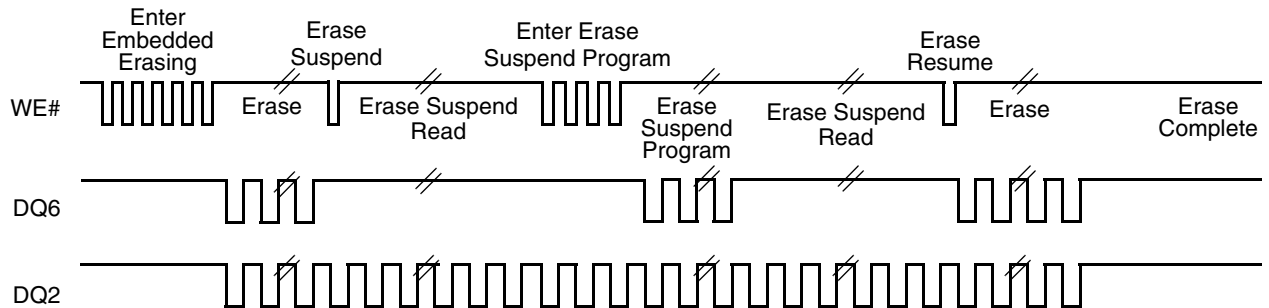 Enter
Embedded
Erasing
Erase
Suspend
Enter Erase
Suspend Program
Erase
Resume
WE#
Erase
Erase Suspend
Read
Erase
Suspend
Program
Erase Suspend
Read
Erase
Erase
Complete
DQ6
DQ2